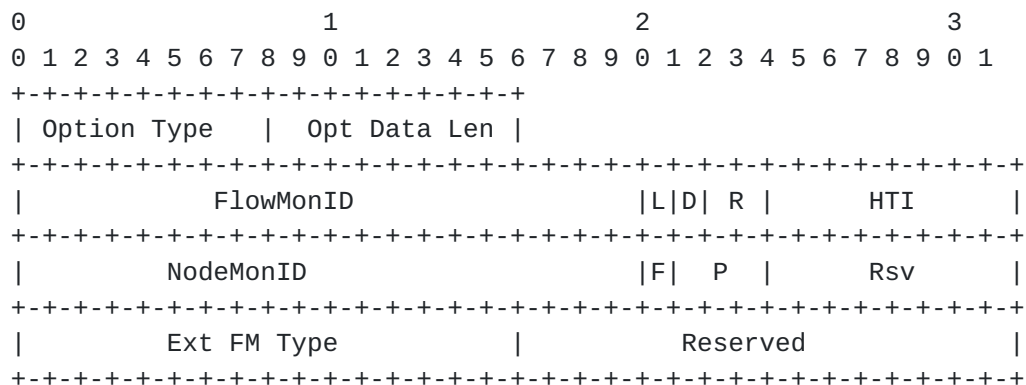 0                   1                   2                   3
0 1 2 3 4 5 6 7 8 9 0 1 2 3 4 5 6 7 8 9 0 1 2 3 4 5 6 7 8 9 0 1
+-+-+-+-+-+-+-+-+-+-+-+-+-+-+-+-+
| Option Type   |  Opt Data Len |
+-+-+-+-+-+-+-+-+-+-+-+-+-+-+-+-+-+-+-+-+-+-+-+-+-+-+-+-+-+-+-+-+
|            FlowMonID                  |L|D| R |      HTI      |
+-+-+-+-+-+-+-+-+-+-+-+-+-+-+-+-+-+-+-+-+-+-+-+-+-+-+-+-+-+-+-+-+
|         NodeMonID                     |F|  P  |      Rsv      |
+-+-+-+-+-+-+-+-+-+-+-+-+-+-+-+-+-+-+-+-+-+-+-+-+-+-+-+-+-+-+-+-+
|         Ext FM Type           |          Reserved             |
+-+-+-+-+-+-+-+-+-+-+-+-+-+-+-+-+-+-+-+-+-+-+-+-+-+-+-+-+-+-+-+-+